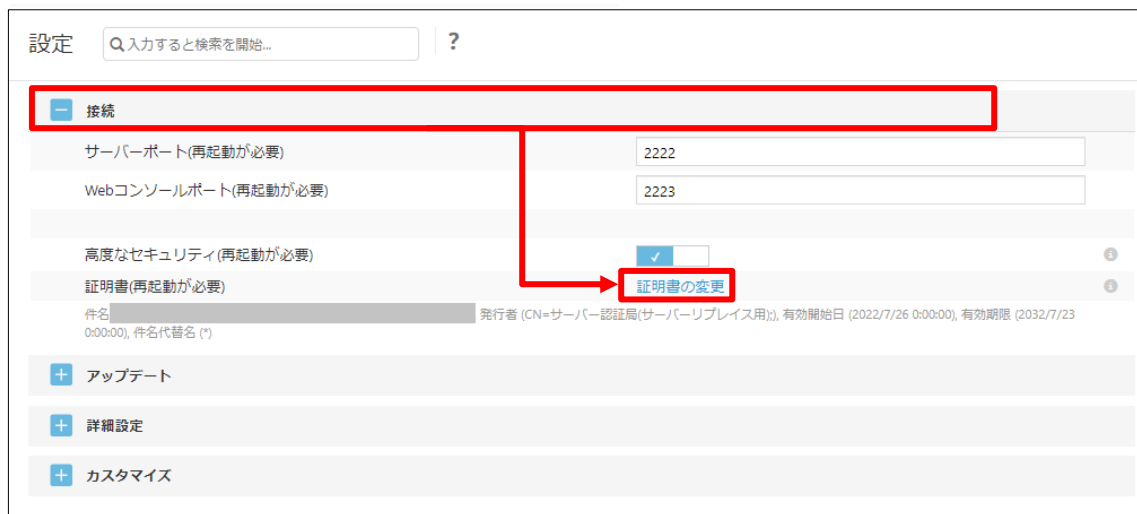 設定 入力すると検索を開始... ?
接続
サーバーポート(再起動が必要) 2222
Webコンソールポート(再起動が必要) 2223
高度なセキュリティ(再起動が必要)
証明書(再起動が必要) 証明書の変更
件名 発行者 (CN=サーバー認証局(サーバーリプレイス用);), 有効開始日 (2022/7/26 0:00:00), 有効期限 (2032/7/23
0:00:00), 件名代替名 (*)
アップデート
詳細設定
カスタマイズ